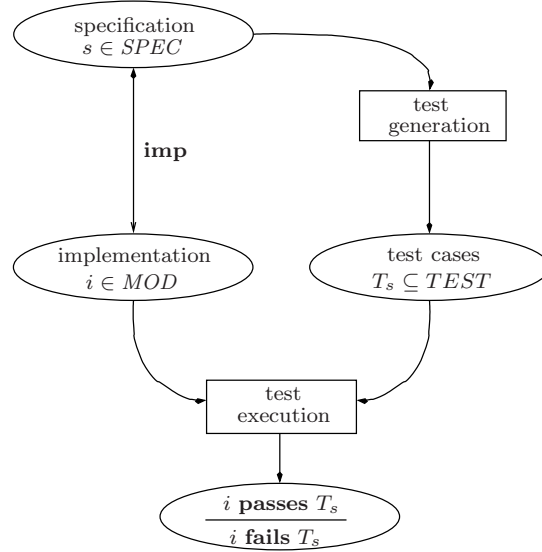 specification
s ∈ SPEC
test
generation
imp
implementation
i ∈ MOD
test cases
T_s ⊆ TEST
test
execution
i passes T_s
i fails T_s